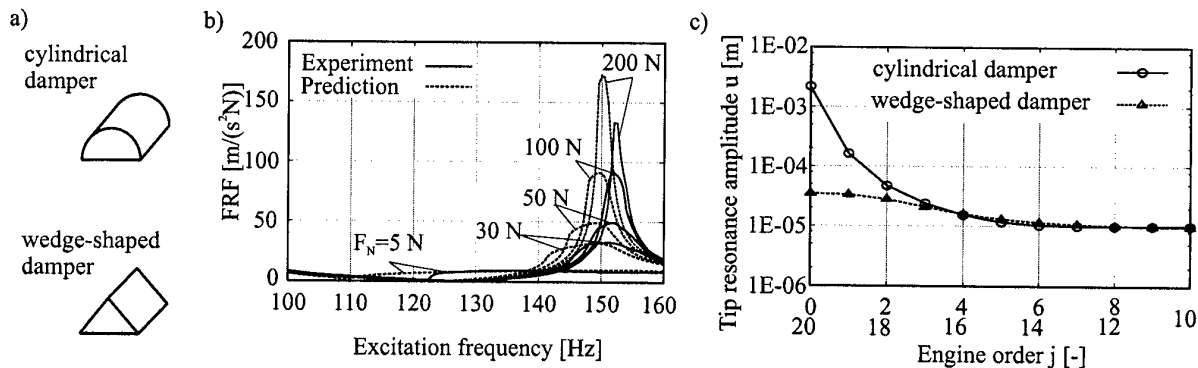 a)
cylindrical
damper
wedge-shaped
damper
b)
200
150
100
50
0
FRF [m/(s²N)]
Experiment
Prediction
200 N
100 N
50 N
30 N
F_N=5 N
100 110 120 130 140 150 160
Excitation frequency [Hz]
c)
Tip resonance amplitude u [m]
1E-02
1E-03
1E-04
1E-05
1E-06
cylindrical damper
wedge-shaped damper
0 2 4 6 8 10
20 18 16 14 12
Engine order j [-]